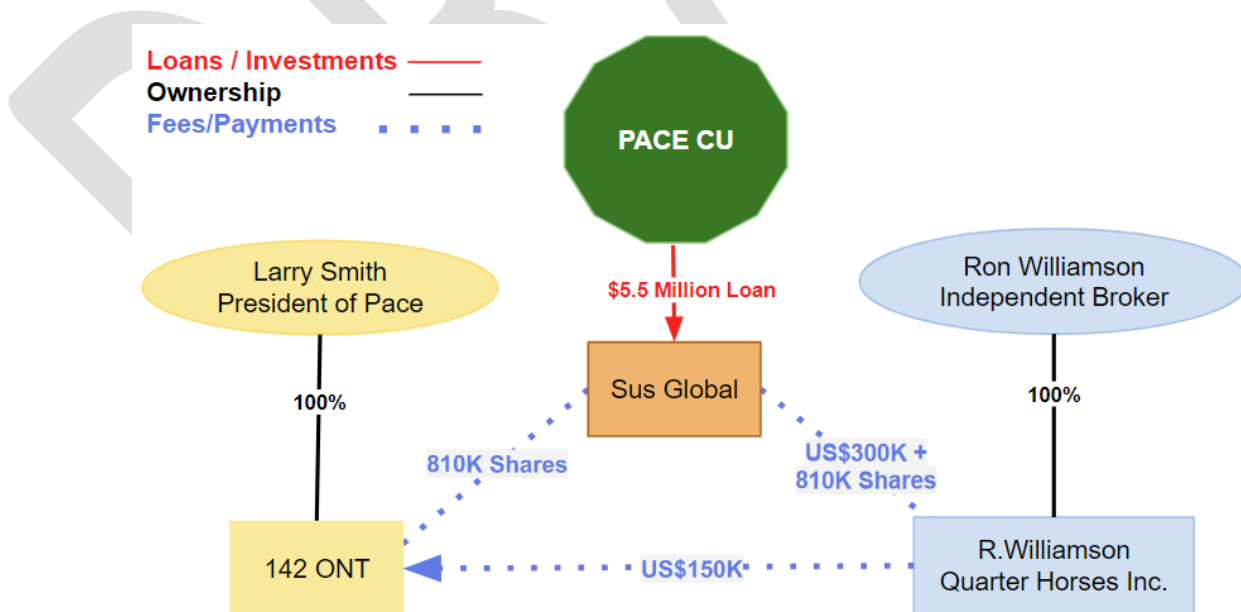 Loans / Investments
Ownership
Fees/Payments
PACE CU
Larry Smith
President of Pace
Ron Williamson
Independent Broker
$5.5 Million Loan
Sus Global
100%
100%
810K Shares
US$300K +
810K Shares
142 ONT
US$150K
R.Williamson
Quarter Horses Inc.